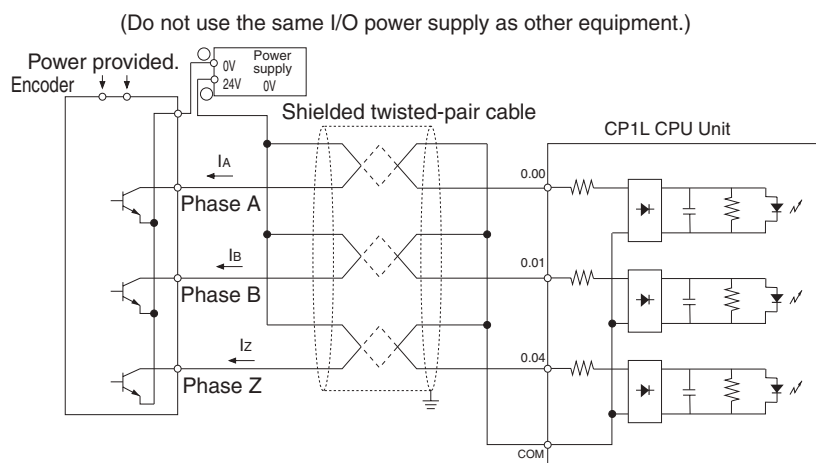 (Do not use the same I/O power supply as other equipment.)
Power provided.
Encoder
0V
Power
supply
24V
0V
Shielded twisted-pair cable
CP1L CPU Unit
IA
0.00
Phase A
IB
0.01
Phase B
IZ
0.04
Phase Z
COM